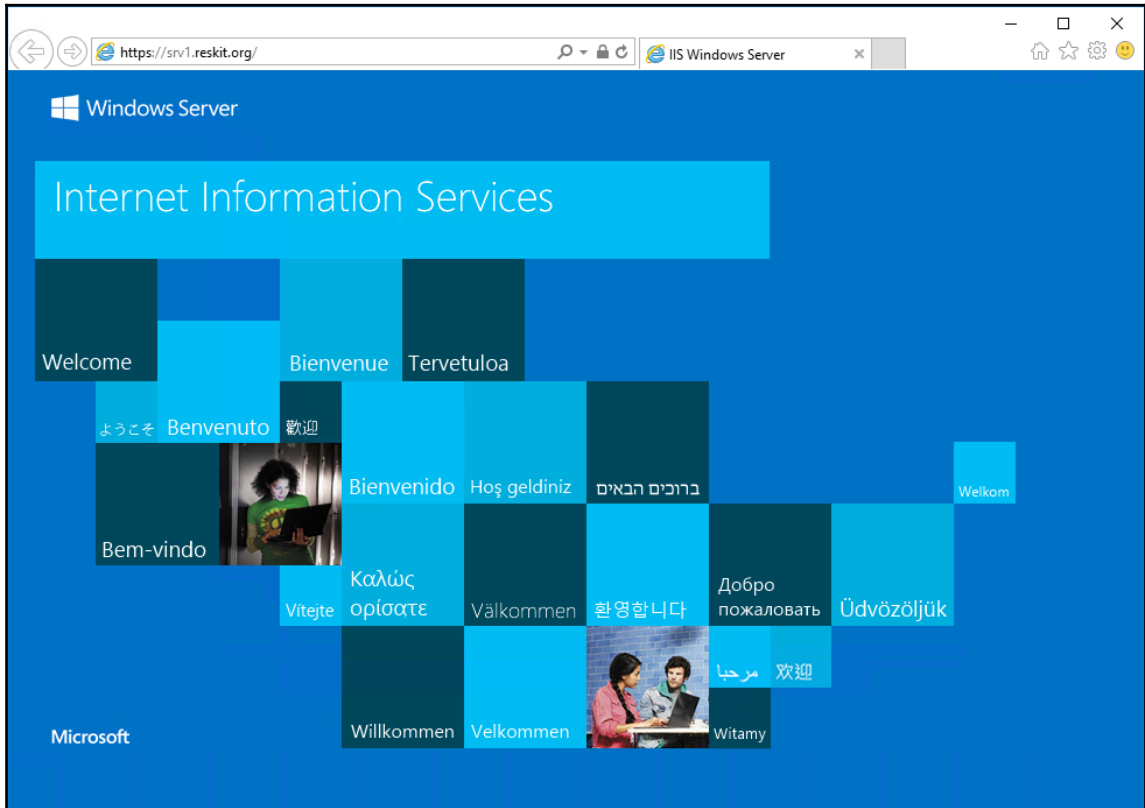 https://srv1.reskit.org/
IIS Windows Server
Windows Server
Internet Information Services
Welcome
Bienvenue
Tervetuloa
ようこそ
Benvenuto
歡迎
Bienvenido
Hoş geldiniz
ברוכים הבאים
Welkom
Bem-vindo
Vítejte
Καλώς
ορίσατε
Välkommen
환영합니다
Добро
пожаловать
Üdvözöljük
مرحبا
欢迎
Willkommen
Velkommen
Witamy
Microsoft